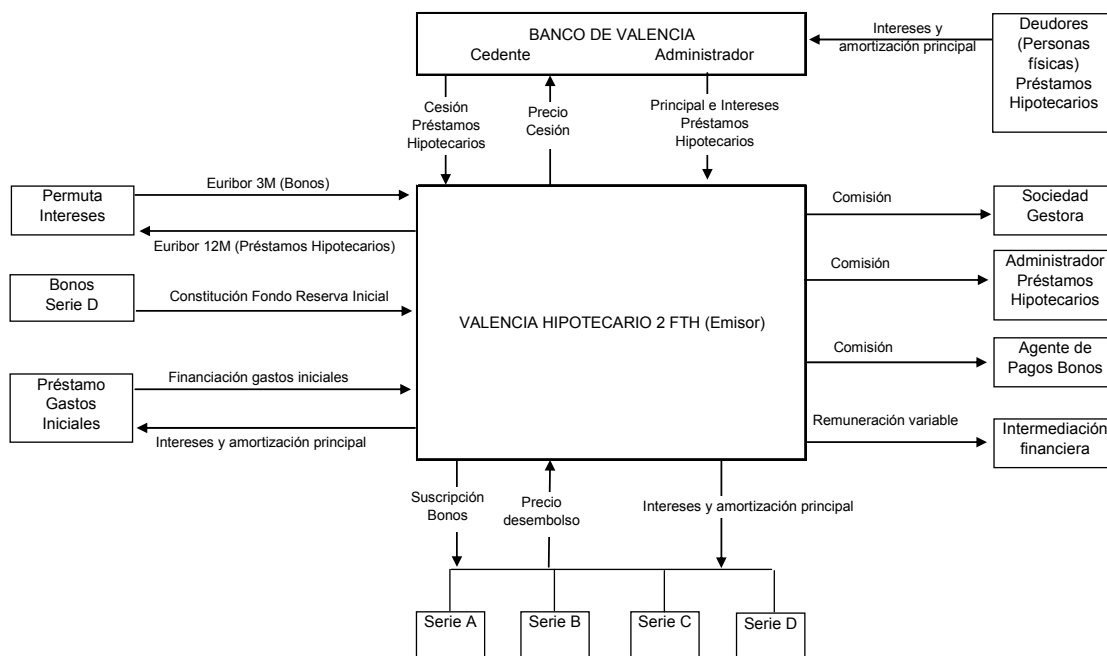 BANCO DE VALENCIA
Cedente
Administrador
Intereses y
amortización principal
Deudores
(Personas
físicas)
Préstamos
Hipotecarios
Cesión
Préstamos
Hipotecarios
Precio
Cesión
Principal e Intereses
Préstamos
Hipotecarios
Permuta
Intereses
Euribor 3M (Bonos)
Euribor 12M (Préstamos Hipotecarios)
Bonos
Serie D
Constitución Fondo Reserva Inicial
Préstamo
Gastos
Iniciales
Financiación gastos iniciales
Intereses y amortización principal
VALENCIA HIPOTECARIO 2 FTH (Emisor)
Comisión
Sociedad
Gestora
Comisión
Administrador
Préstamos
Hipotecarios
Comisión
Agente de
Pagos Bonos
Remuneración variable
Intermediación
financiera
Suscripción
Bonos
Precio
desembolso
Intereses y amortización principal
Serie A
Serie B
Serie C
Serie D